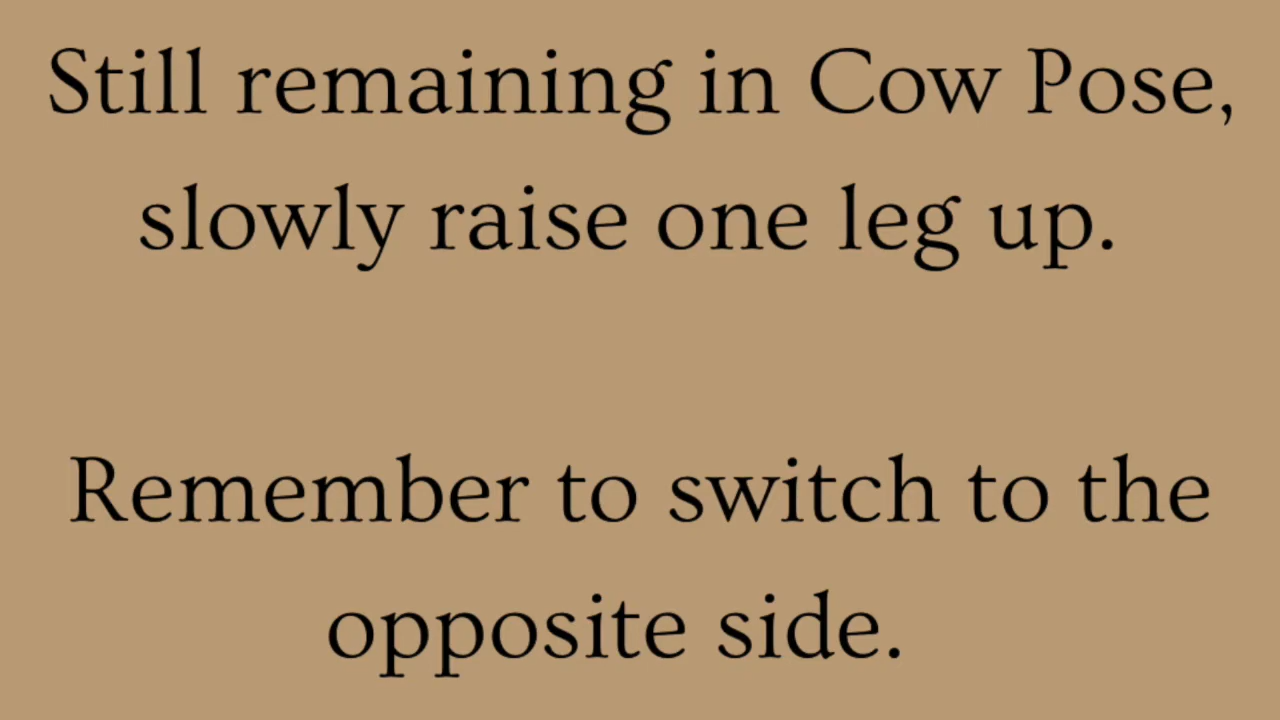 Still remaining in Cow Pose,
slowly raise one leg up.
Remember to switch to the
opposite side.